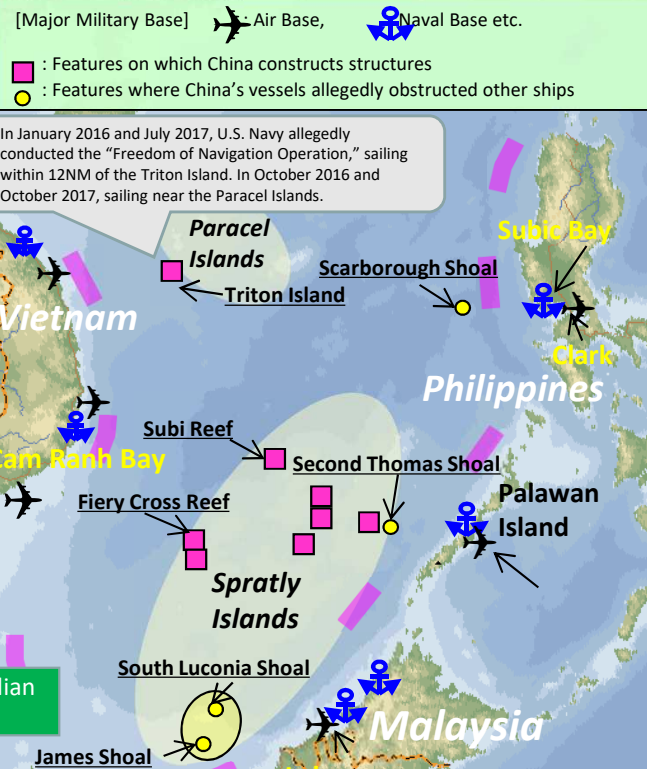 [Major Military Base] : Air Base, : Naval Base etc.
: Features on which China constructs structures
: Features where China's vessels allegedly obstructed other ships
In January 2016 and July 2017, U.S. Navy allegedly
conducted the “Freedom of Navigation Operation,” sailing
within 12NM of the Triton Island. In October 2016 and
October 2017, sailing near the Paracel Islands.
Paracel
Islands
Subic Bay
Scarborough Shoal
Triton Island
Vietnam
Clark
Philippines
Subi Reef
Cam Ranh Bay
Second Thomas Shoal
Fiery Cross Reef
Palawan
Island
Spratly
Islands
South Luconia Shoal
Malaysia
James Shoal